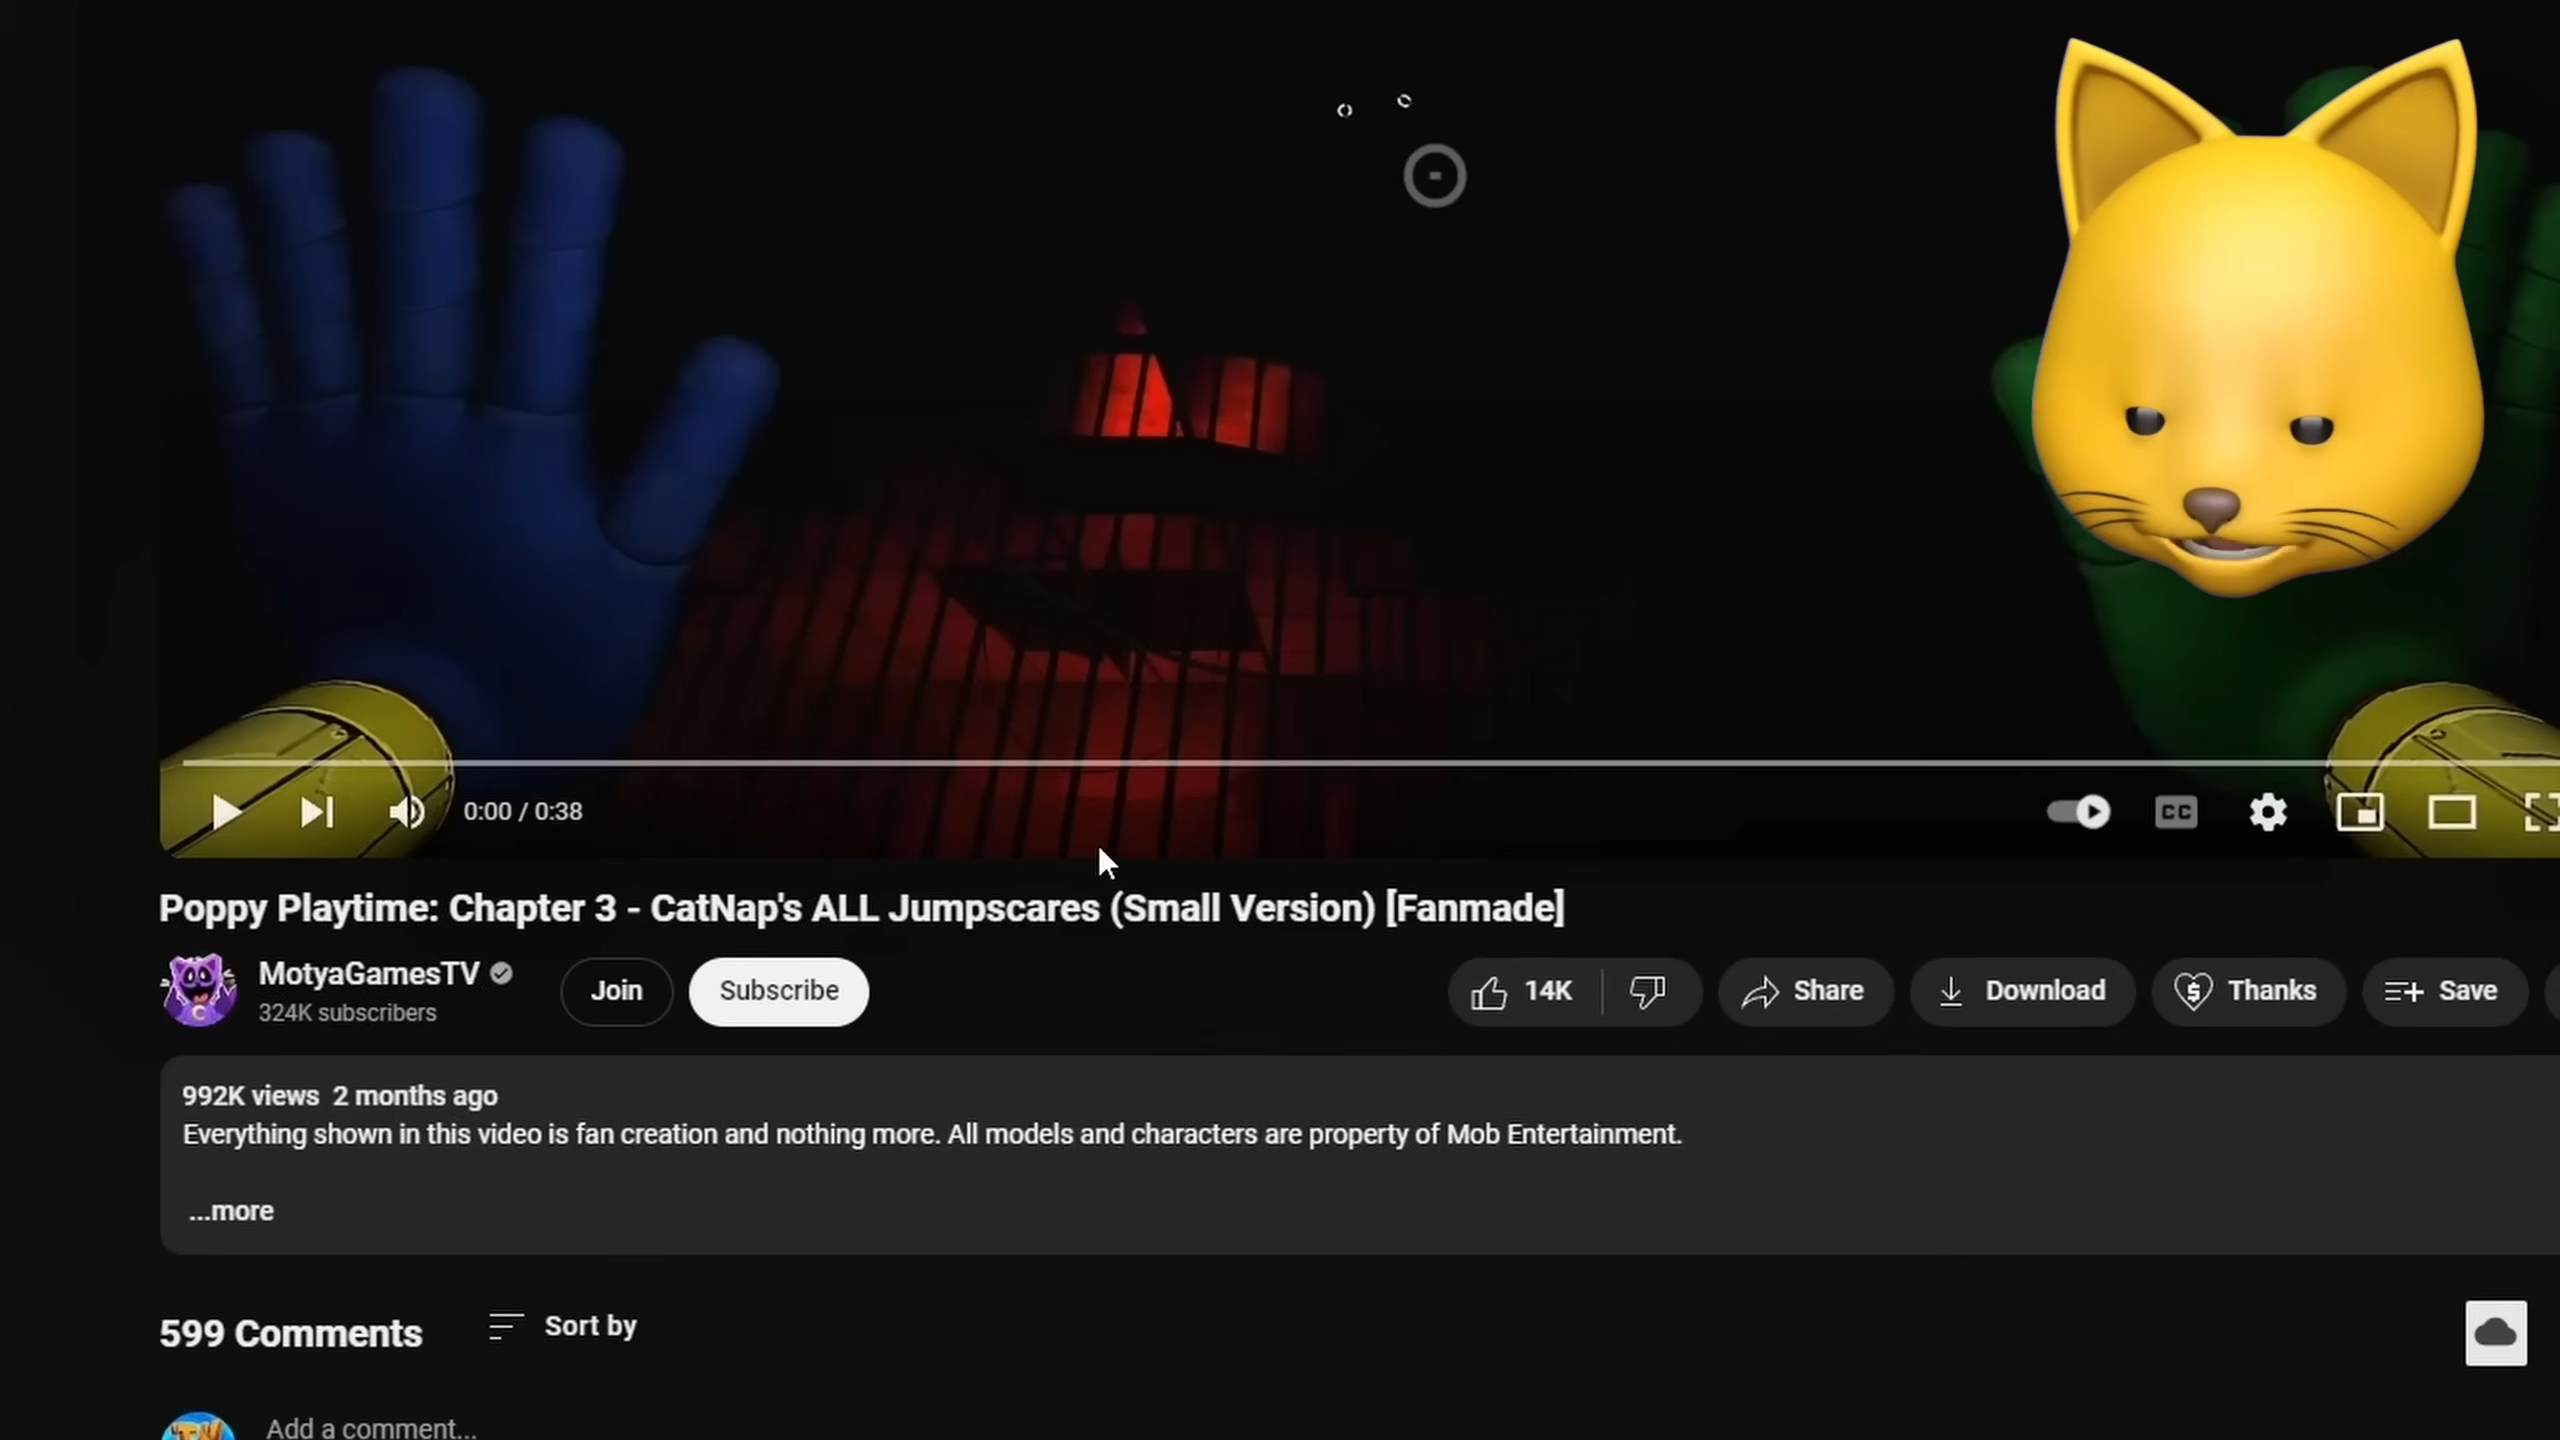 0:00 / 0:38
CC
Poppy Playtime: Chapter 3 - CatNap's ALL Jumpscares (Small Version) [Fanmade]
MotyaGamesTV
324K subscribers
Join
Subscribe
14K
Share
Download
Thanks
Save
992K views 2 months ago
Everything shown in this video is fan creation and nothing more. All models and characters are property of Mob Entertainment.
...more
599 Comments
Sort by
Add a comment...